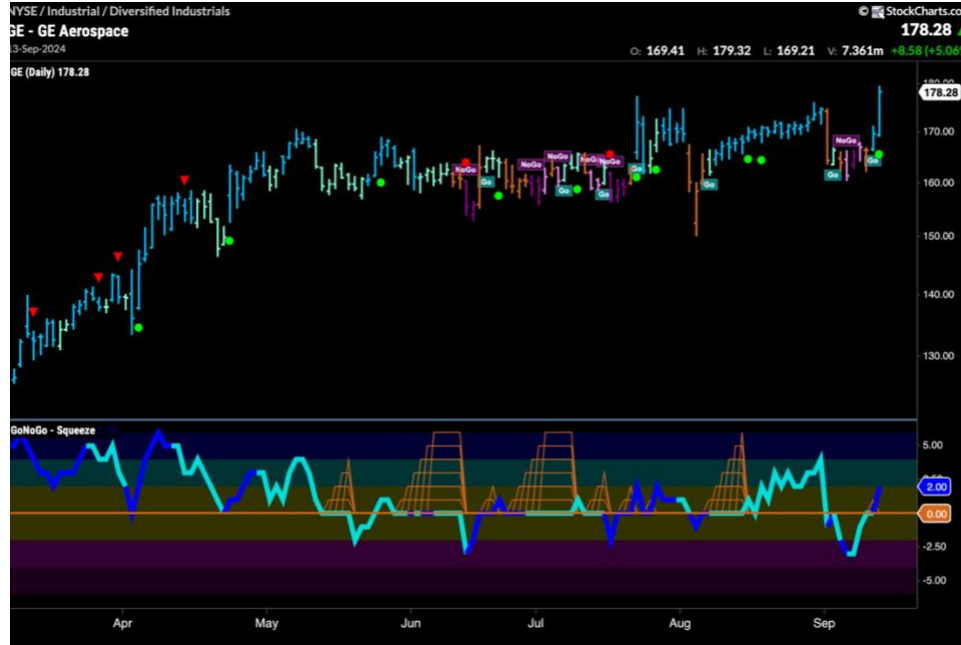 NYSE / Industrial / Diversified Industrials
© StockCharts.co
GE - GE Aerospace
178.28
13-Sep-2024
O: 169.41 H: 179.32 L: 169.21 V: 7.361m +8.58 (+5.06%
GE (Daily) 178.28
180.00
178.28
170.00
160.00
150.00
140.00
130.00
NoGo
Go
NoGo
NoGo
Go
NoGo
NoGo
Go
Go
Go
Go
NoGo
Go
GoNoGo - Squeeze
5.00
2.00
0.00
-2.50
-5.00
Apr May Jun Jul Aug Sep